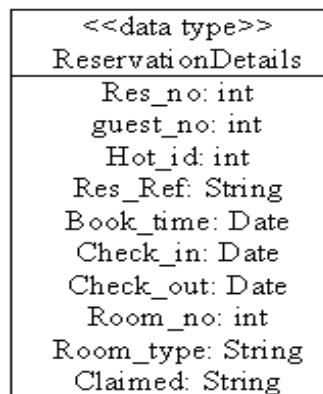 <<data type>>
ReservationDetails
Res_no: int
guest_no: int
Hot_id: int
Res_Ref: String
Book_time: Date
Check_in: Date
Check_out: Date
Room_no: int
Room_type: String
Claimed: String